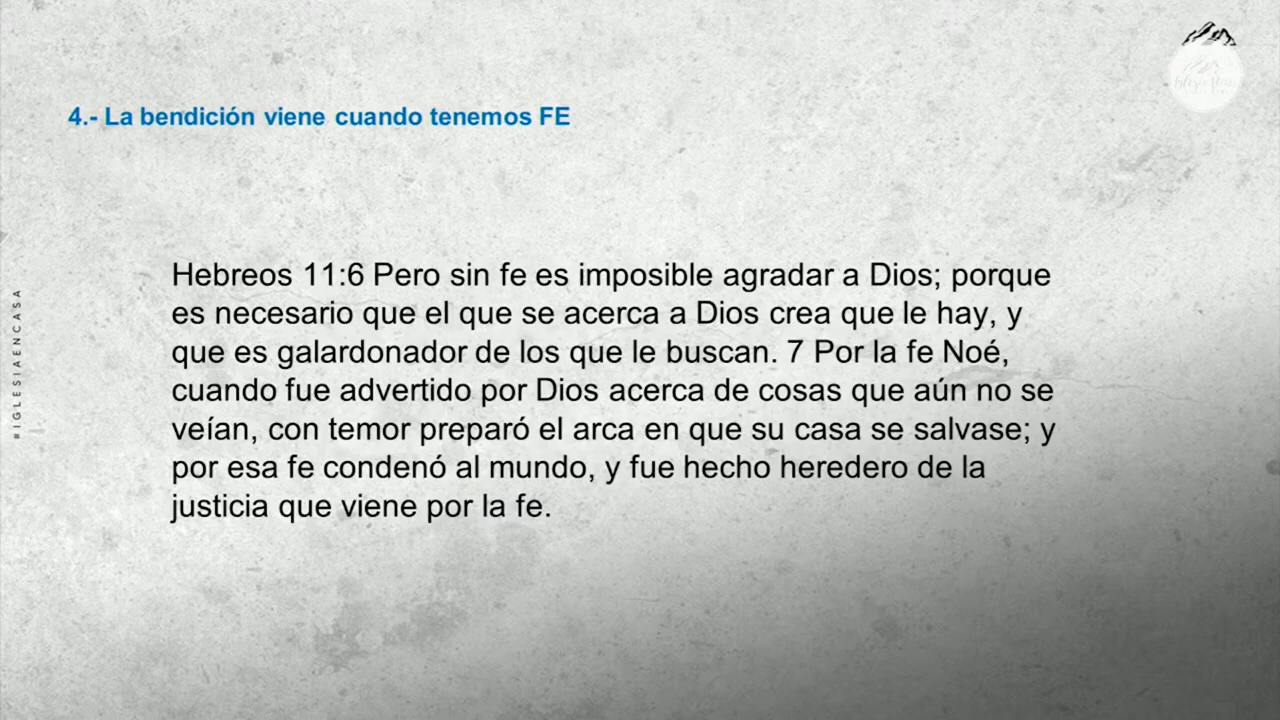 4.- La bendición viene cuando tenemos FE
Hebreos 11:6 Pero sin fe es imposible agradar a Dios; porque
es necesario que el que se acerca a Dios crea que le hay, y
que es galardonador de los que le buscan. 7 Por la fe Noé,
cuando fue advertido por Dios acerca de cosas que aún no se
veían, con temor preparó el arca en que su casa se salvase; y
por esa fe condenó al mundo, y fue hecho heredero de la
justicia que viene por la fe.
#IGLESIAENCASA